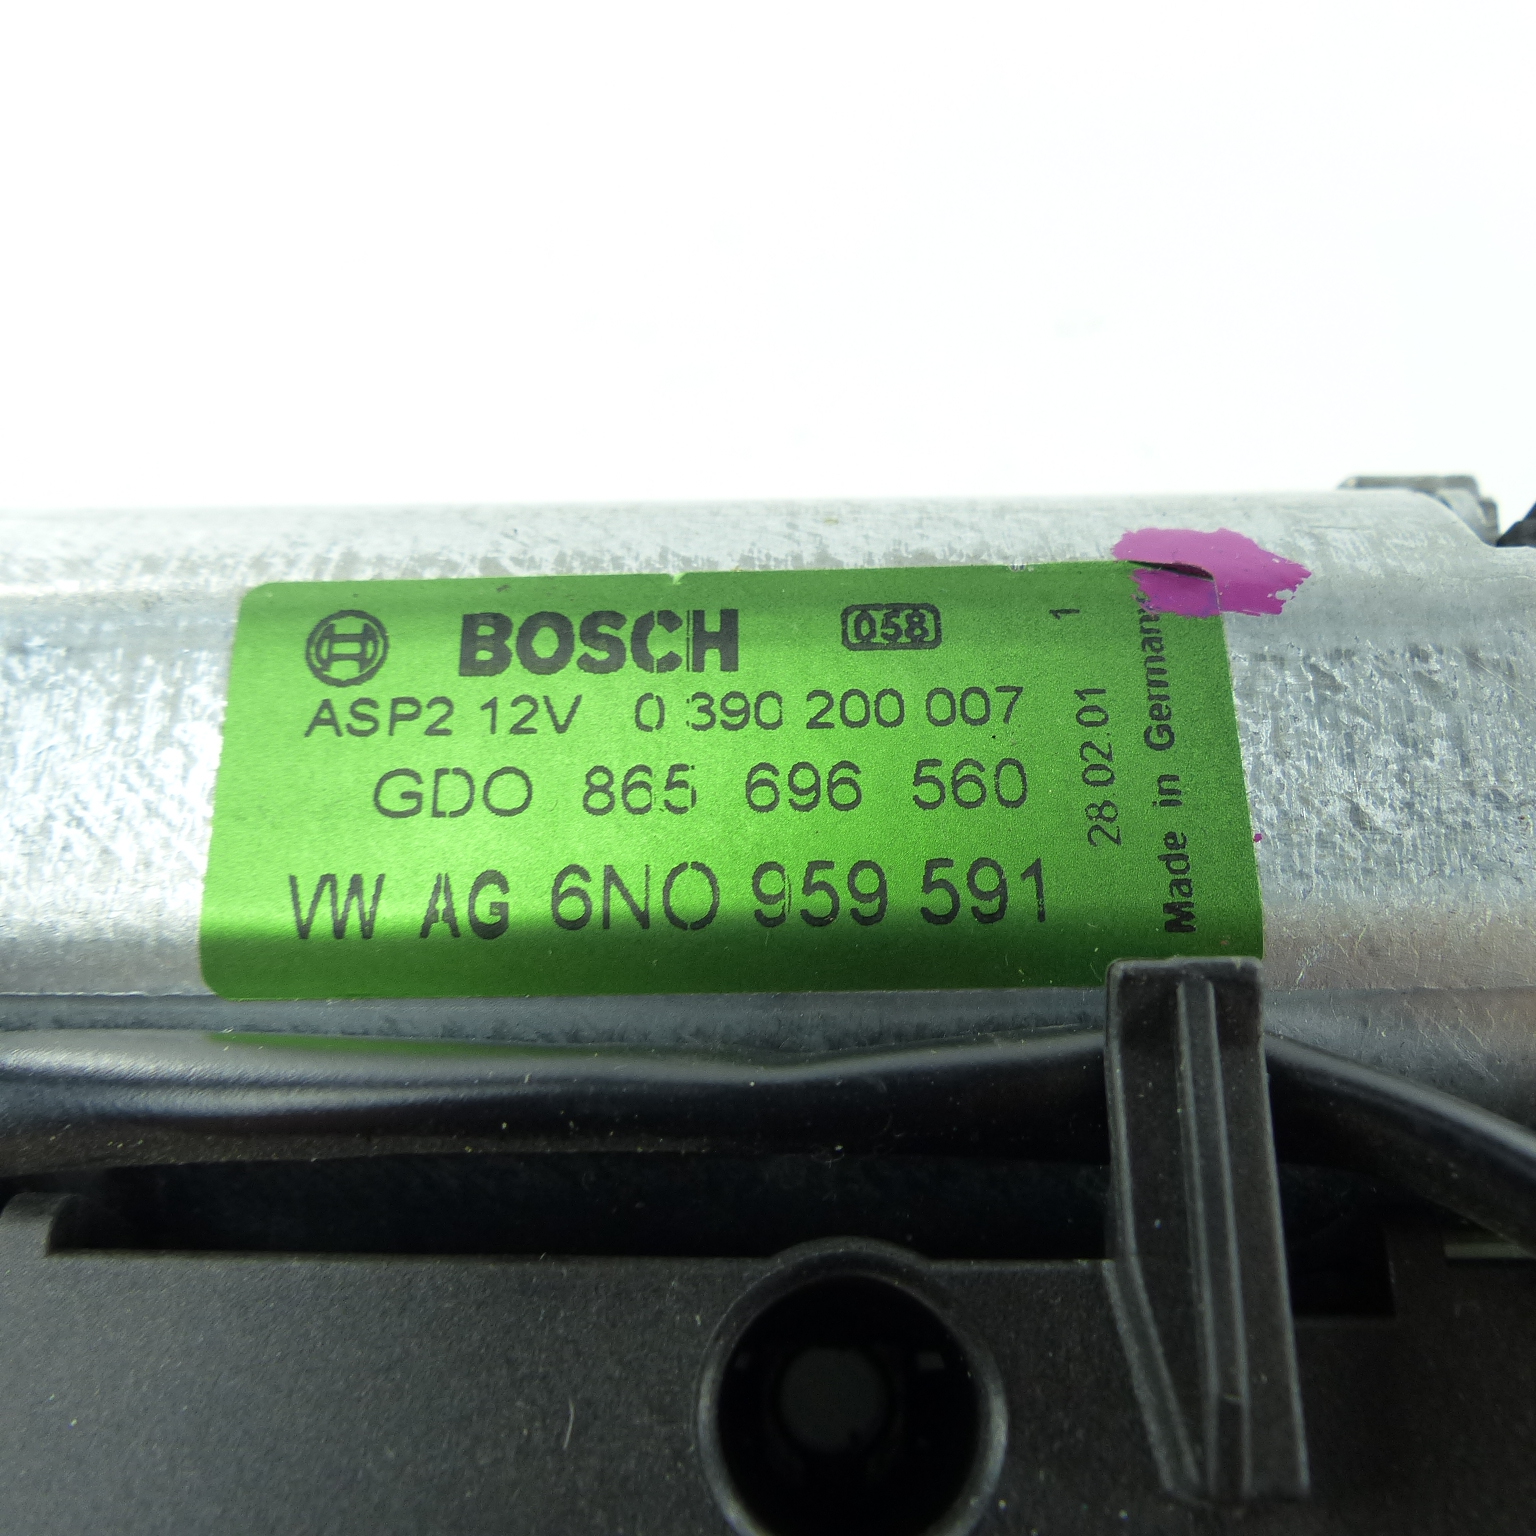 BOSCH 058
ASP2 12V 0 390 200 007
GDO 865 696 560
VW AG 6N0 959 591
1
28 02.01
Made in Germany